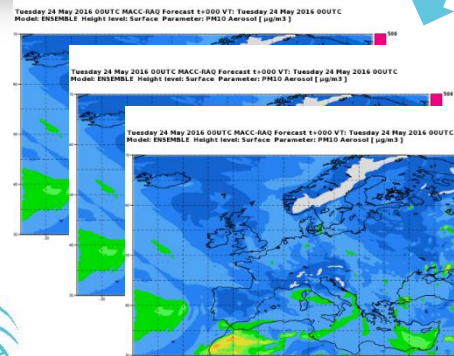 Tuesday 24 May 2016 00UTC MACC-RAQ Forecast t+000 VT: Tuesday 24 May 2016 00UTC
Model: ENSEMBLE Height level: Surface Parameter: PM10 Aerosol [ µg/m3 ]
500
Tuesday 24 May 2016 00UTC MACC-RAQ Forecast t+000 VT: Tuesday 24 May 2016 00UTC
Model: ENSEMBLE Height level: Surface Parameter: PM10 Aerosol [ µg/m3 ]
500
Tuesday 24 May 2016 00UTC MACC-RAQ Forecast t+000 VT: Tuesday 24 May 2016 00UTC
Model: ENSEMBLE Height level: Surface Parameter: PM10 Aerosol [ µg/m3 ]